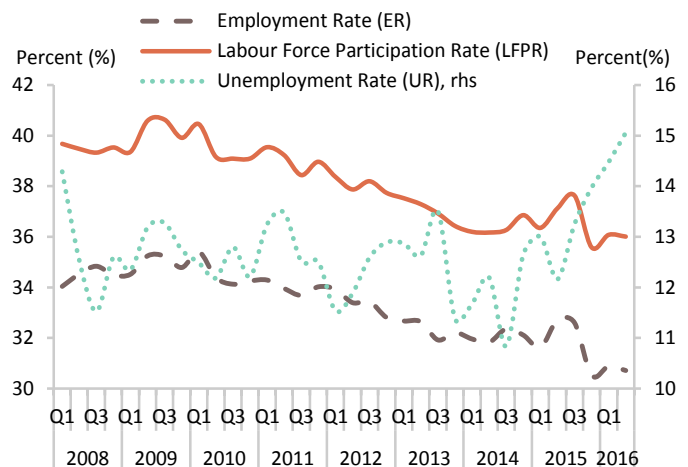 Employment Rate (ER)
Percent (%) Labour Force Participation Rate (LFPR) Percent(%)
Unemployment Rate (UR), rhs
42 16
15
40
14
38
13
36
12
34
11
32
30 10
Q1 Q3 Q1 Q3 Q1 Q3 Q1 Q3 Q1 Q3 Q1 Q3 Q1 Q3 Q1 Q3 Q1
2008 2009 2010 2011 2012 2013 2014 2015 2016